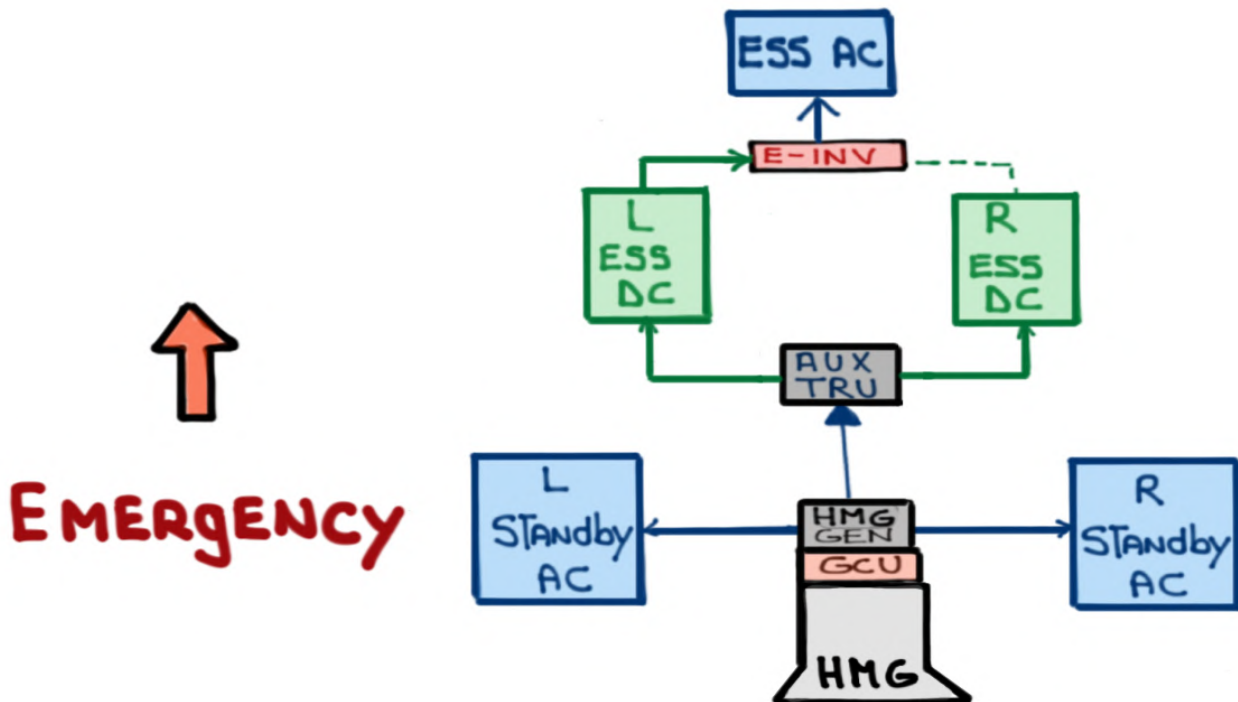 ESS AC
E-INV
L
ESS
DC
R
ESS
DC
AUX
TRU
EMERgENCY
L
STANdby
AC
HMG
GEN
GCU
R
STANdby
AC
HMG